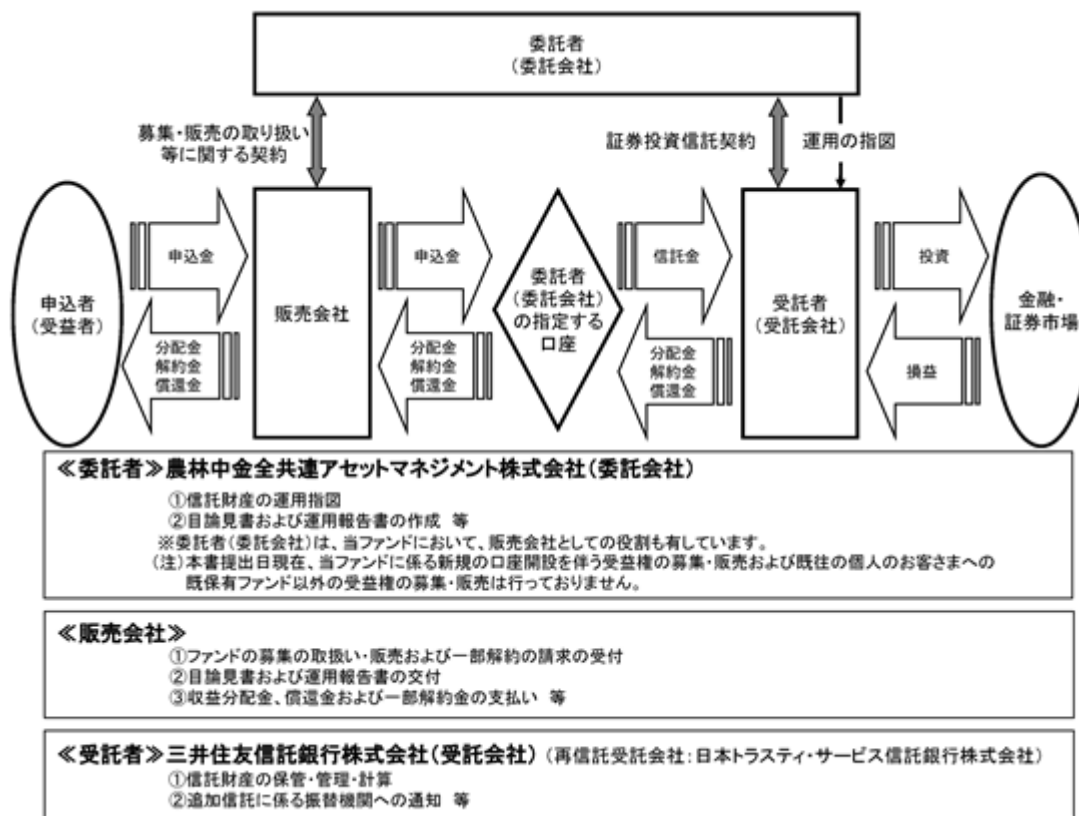 委託者
(委託会社)
募集・販売の取り扱い
等に関する契約
証券投資信託契約
運用の指図
申込者
(受益者)
申込金
分配金
解約金
償還金
販売会社
申込金
分配金
解約金
償還金
委託者
(委託会社)
の指定する
口座
信託金
分配金
解約金
償還金
受託者
(受託会社)
投資
損益
金融・
証券市場
≪委託者≫農林中金全共連アセットマネジメント株式会社(委託会社)
①信託財産の運用指図
②目論見書および運用報告書の作成 等
※委託者(委託会社)は、当ファンドにおいて、販売会社としての役割も有しています。
(注)本書提出日現在、当ファンドに係る新規の口座開設を伴う受益権の募集・販売および既往の個人のお客さまへの
既保有ファンド以外の受益権の募集・販売は行っておりません。
≪販売会社≫
①ファンドの募集の取扱い・販売および一部解約の請求の受付
②目論見書および運用報告書の交付
③収益分配金、償還金および一部解約金の支払い 等
≪受託者≫三井住友信託銀行株式会社(受託会社) (再信託受託会社:日本トラスティ・サービス信託銀行株式会社)
①信託財産の保管・管理・計算
②追加信託に係る振替機関への通知 等